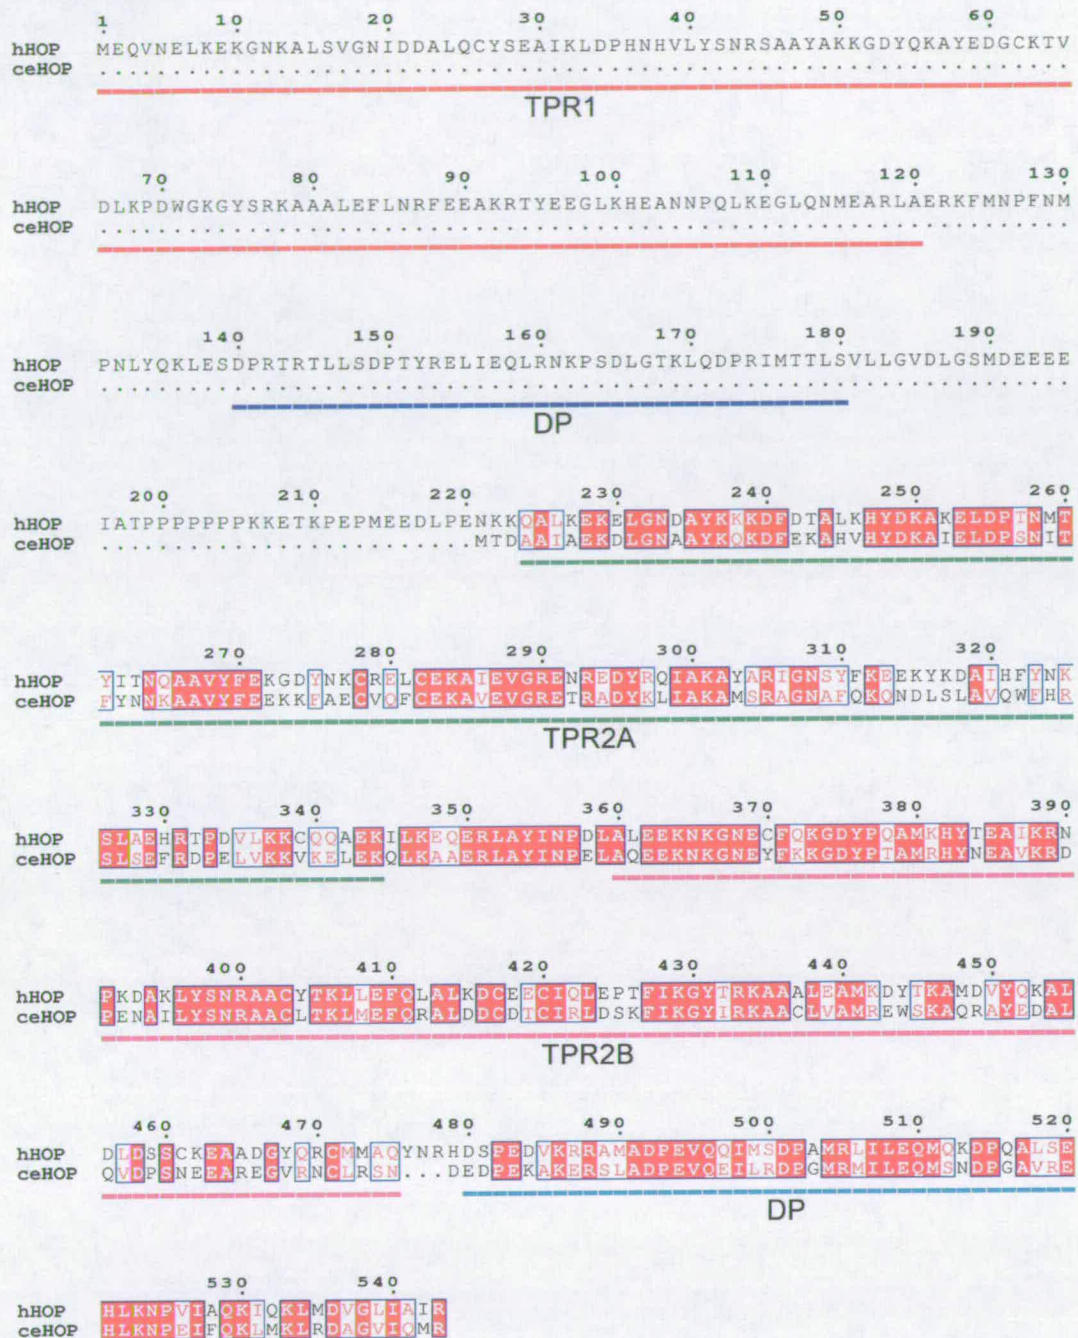 1 10 20 30 40 50 60
hHOP MEQVNELKEKGNKALSVGNIDDALQCYSEAIKLDPHNHVLYSNRSAAYAKKGDYQKAYEDGCKTV
ceHOP .................................................................
TPR1
70 80 90 100 110 120 130
hHOP DLKPDWGKGYSRKAAALEFLNRFEEAKRTYEEGLKHEANNPQLKEGLQNMEARLAERKFMNPFNM
ceHOP .................................................................
140 150 160 170 180 190
hHOP PNLYQKLESDPRTRTLLSDPTYRELIEQLRNKPSDLGTKLQDPRIMTTLSVLLGVDLGSMDEEEE
ceHOP .................................................................
DP
200 210 220 230 240 250 260
hHOP IATPPPPPPPKKETKPEPMEEDLPENKKQALKEKELGNDAYKKKDFDTALKHYDKAKELDPTNMT
ceHOP .........................MTDAAIAEKDLGNAAYKQKDFEKAHVHYDKAIELDPSNIT
270 280 290 300 310 320
hHOP YITNQAAVYFEKGDYNKCRELCEKAIEVGRENREDYRQIAKAYARIGNSYFKEEKYKDAIHFYNK
ceHOP FYNNKAAVYFEEKKFAECVQFCEKAVEVGRETRADYKLIAKAMSRAGNAFQKQNDLSLAVQWFHR
TPR2A
330 340 350 360 370 380 390
hHOP SLAEHRTPDVLKKCQQAEKILKEQERLAYINPDLALEEKNKGNECFQKGDYPQAMKHYTEAIKRN
ceHOP SLSEFRDPELVKKVKELEKQLKAAERLAYINPELAQEEKNKGNEYFKKGDYPTAMRHYNEAVKRD
400 410 420 430 440 450
hHOP PKDAKLYSNRAACYTKLLEFQLALKDCEECIQLEPTFIKGYTRKAAALEAMKDYTKAMDVYQKAL
ceHOP PENAILYSNRAACLTKLMEFQRALDDCDTCIRLDSKFIKGYIRKAACLVAMREWSKAQRAYEDAL
TPR2B
460 470 480 490 500 510 520
hHOP DLDSSCKEAADGYQRCMMAQYNRHDSPEDVKRRAMADPEVQQIMSDPAMRLILEQMQKDPQALSE
ceHOP QVDPSNEEAREGVRNCLRSN...DEDPEKAKERSLADPEVQEILRDPGMRMILEQMSNDPGAVRE
DP
530 540
hHOP HLKNPVIAQKIQKLMDVGLIAIR
ceHOP HLKNPEIFQKLMKLRDAGVIQMR